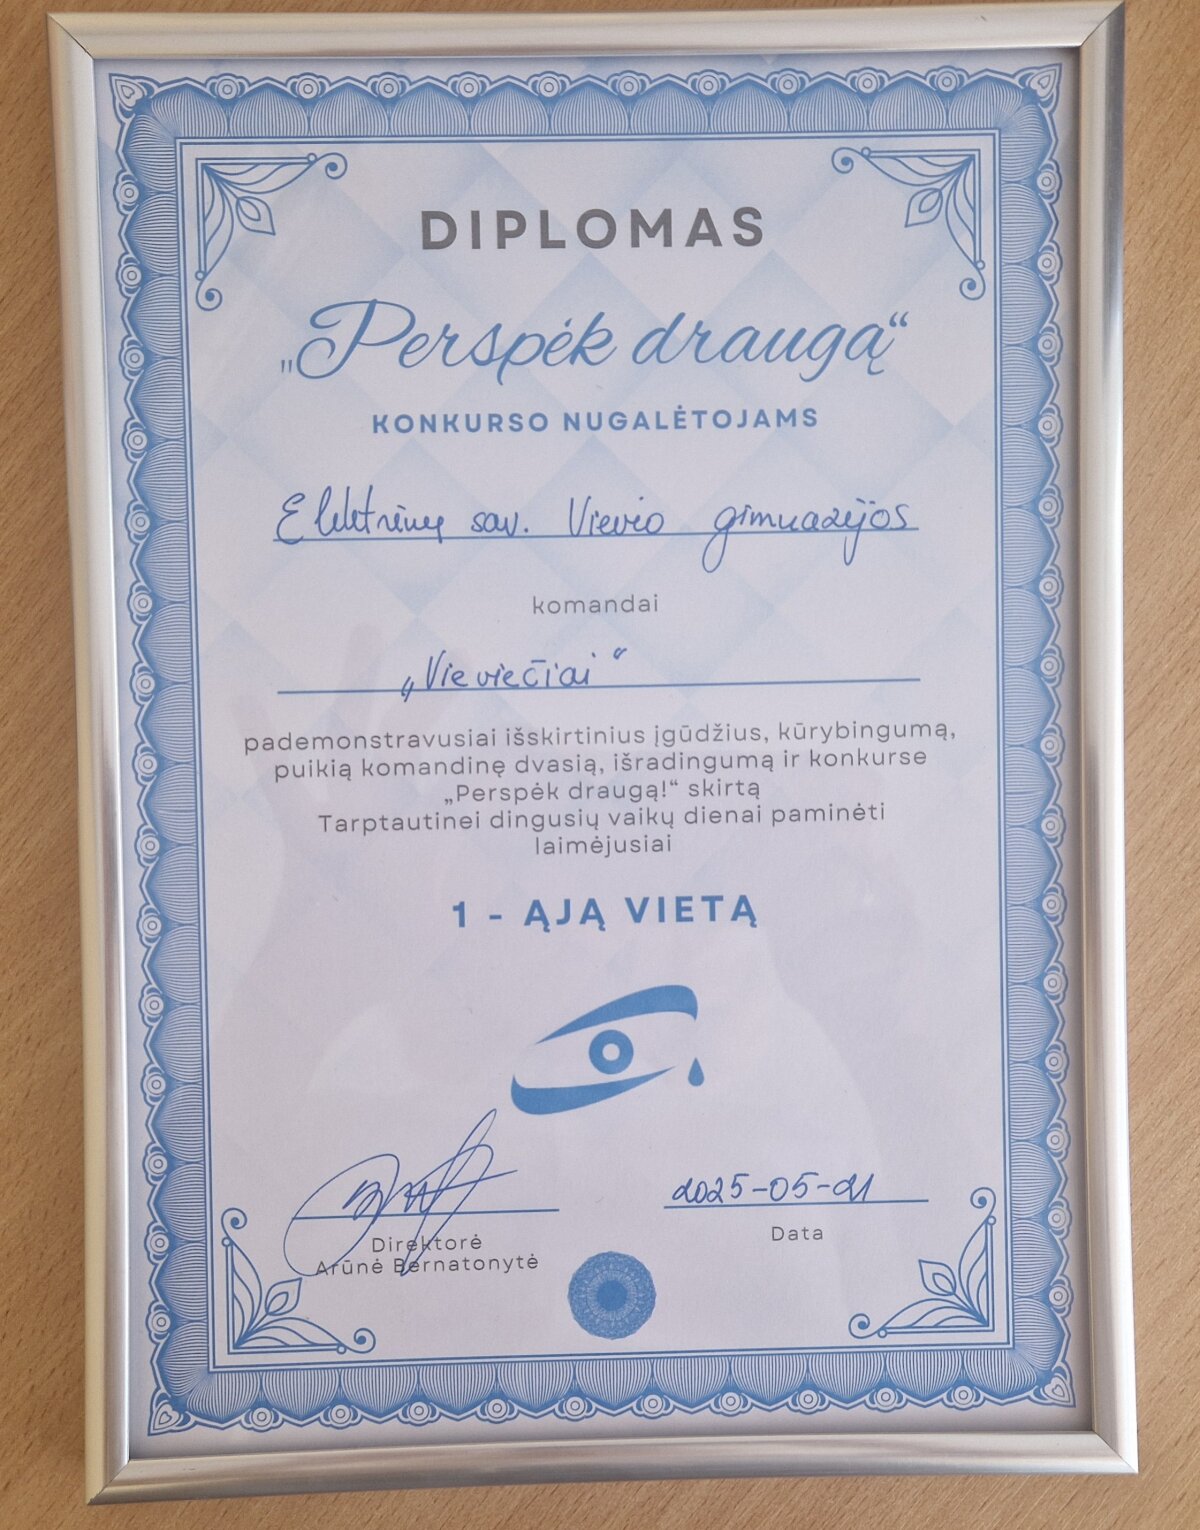 DIPLOMAS
„Perspėk draugą“
KONKURSO NUGALĖTOJAMS
Elektrėnų sav. Vievio gimnazijos
komandai
„Vieviečiai“
pademonstravusiai išskirtinius įgūdžius, kūrybingumą,
puikią komandinę dvasią, išradingumą ir konkurse
„Perspėk draugą!“ skirtą
Tarptautinei dingusių vaikų dienai paminėti
laimėjusiai
1 - ĄJĄ VIETĄ
2025-05-21
Direktorė
Arūnė Bernatonytė
Data